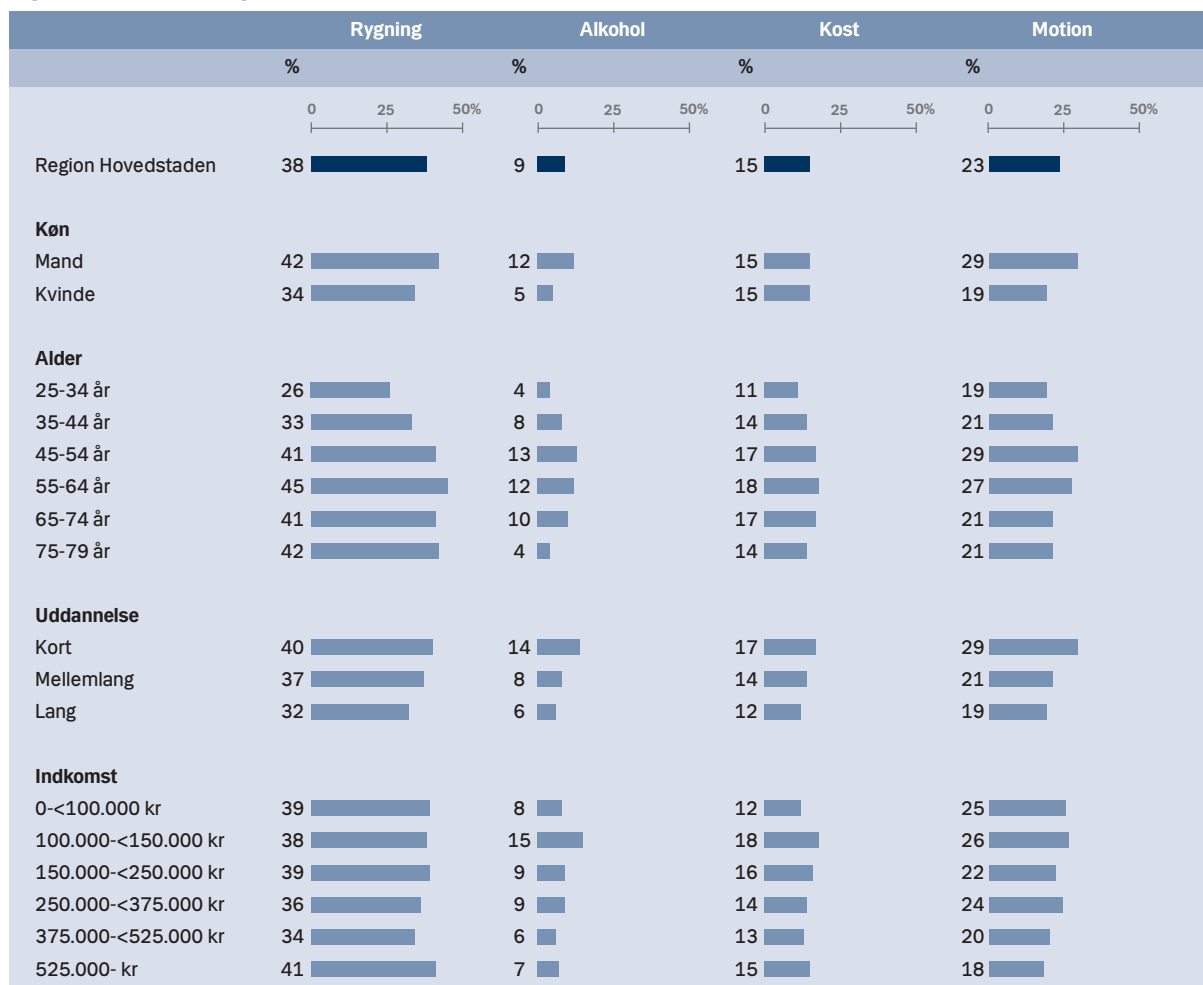 Rygning Alkohol Kost Motion
% % % %
0 25 50% 0 25 50% 0 25 50% 0 25 50%
Region Hovedstaden 38 9 15 23
Køn
Mand 42 12 15 29
Kvinde 34 5 15 19
Alder
25-34 år 26 4 11 19
35-44 år 33 8 14 21
45-54 år 41 13 17 29
55-64 år 45 12 18 27
65-74 år 41 10 17 21
75-79 år 42 4 14 21
Uddannelse
Kort 40 14 17 29
Mellemlang 37 8 14 21
Lang 32 6 12 19
Indkomst
0-<100.000 kr 39 8 12 25
100.000-<150.000 kr 38 15 18 26
150.000-<250.000 kr 39 9 16 22
250.000-<375.000 kr 36 9 14 24
375.000-<525.000 kr 34 6 13 20
525.000- kr 41 7 15 18